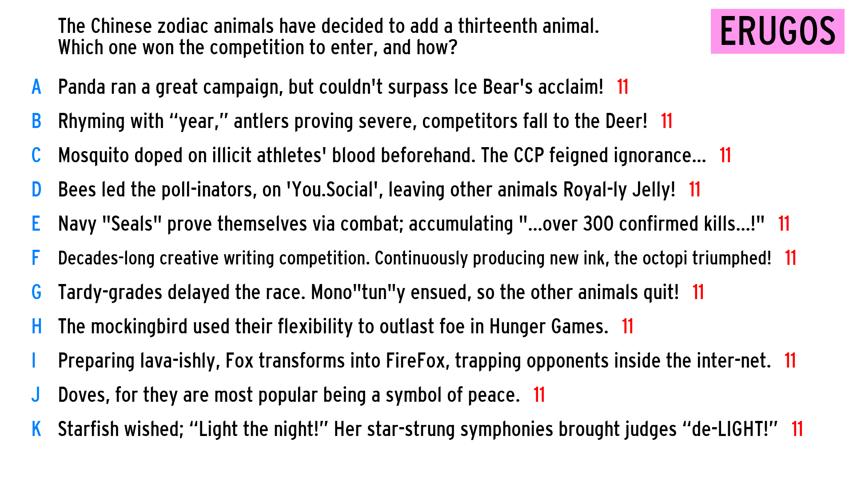 The Chinese zodiac animals have decided to add a thirteenth animal.
Which one won the competition to enter, and how?
ERUGOS
A Panda ran a great campaign, but couldn't surpass Ice Bear's acclaim! 11
B Rhyming with “year,” antlers proving severe, competitors fall to the Deer! 11
C Mosquito doped on illicit athletes' blood beforehand. The CCP feigned ignorance... 11
D Bees led the poll-inators, on 'You.Social', leaving other animals Royal-ly Jelly! 11
E Navy "Seals" prove themselves via combat; accumulating "...over 300 confirmed kills...!" 11
F Decades-long creative writing competition. Continuously producing new ink, the octopi triumphed! 11
G Tardy-grades delayed the race. Mono"tun"y ensued, so the other animals quit! 11
H The mockingbird used their flexibility to outlast foe in Hunger Games. 11
I Preparing lava-ishly, Fox transforms into FireFox, trapping opponents inside the inter-net. 11
J Doves, for they are most popular being a symbol of peace. 11
K Starfish wished; “Light the night!” Her star-strung symphonies brought judges “de-LIGHT!” 11